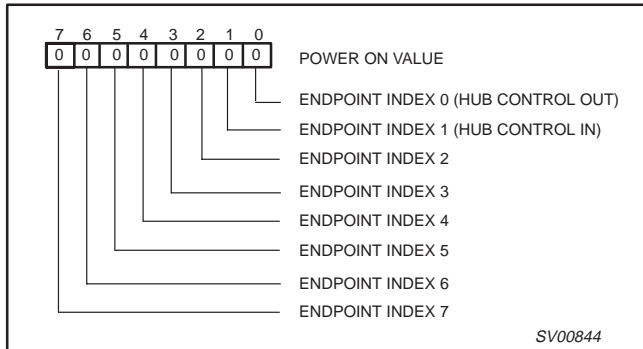 7 6 5 4 3 2 1 0
0 0 0 0 0 0 0 0 POWER ON VALUE
ENDPOINT INDEX 0 (HUB CONTROL OUT)
ENDPOINT INDEX 1 (HUB CONTROL IN)
ENDPOINT INDEX 2
ENDPOINT INDEX 3
ENDPOINT INDEX 4
ENDPOINT INDEX 5
ENDPOINT INDEX 6
ENDPOINT INDEX 7
SV00844